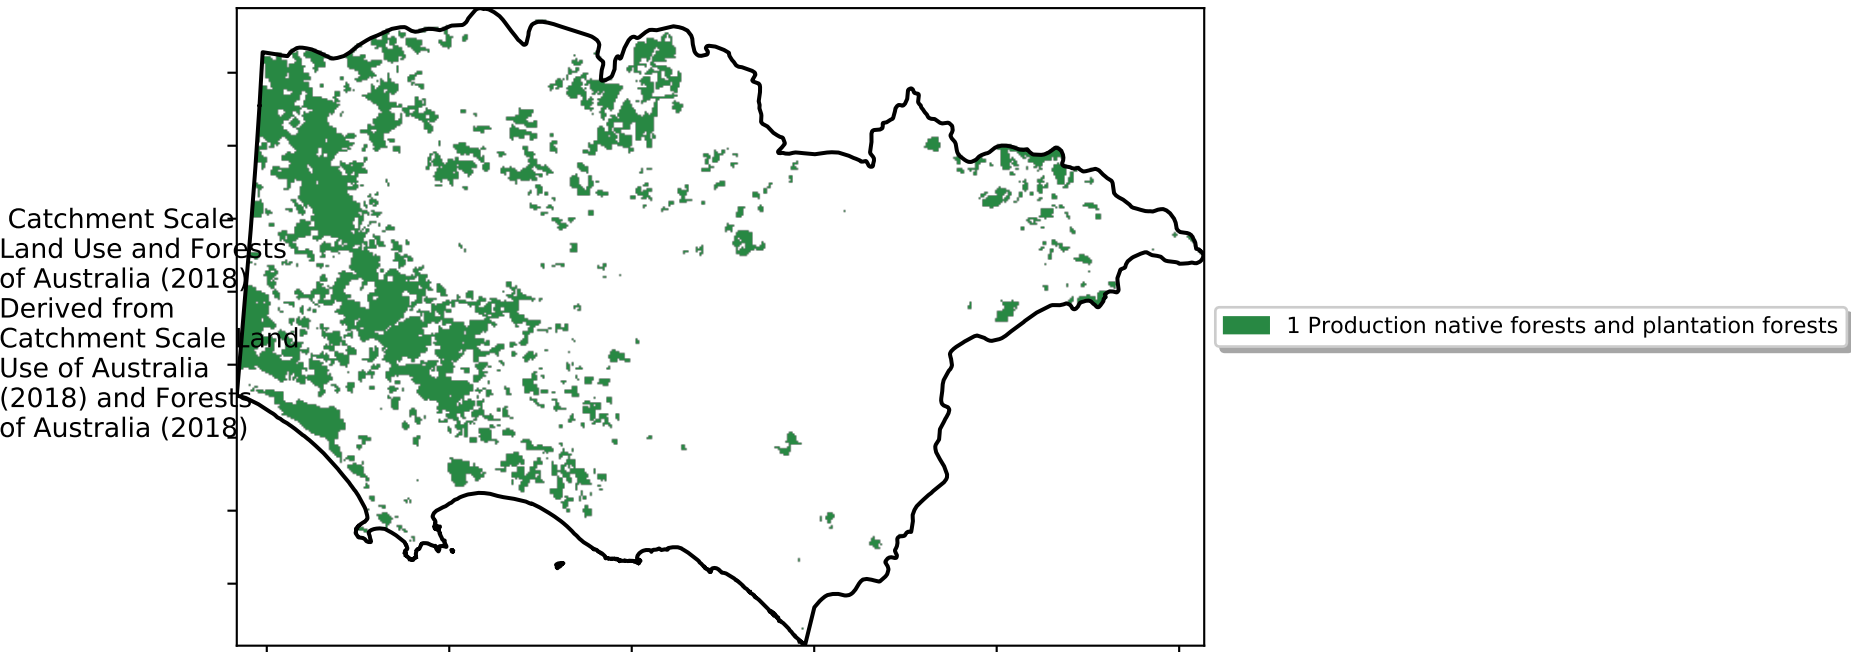 Catchment Scale
Land Use and Forests
of Australia (2018)
Derived from
Catchment Scale Land
Use of Australia
(2018) and Forests
of Australia (2018)
1 Production native forests and plantation forests